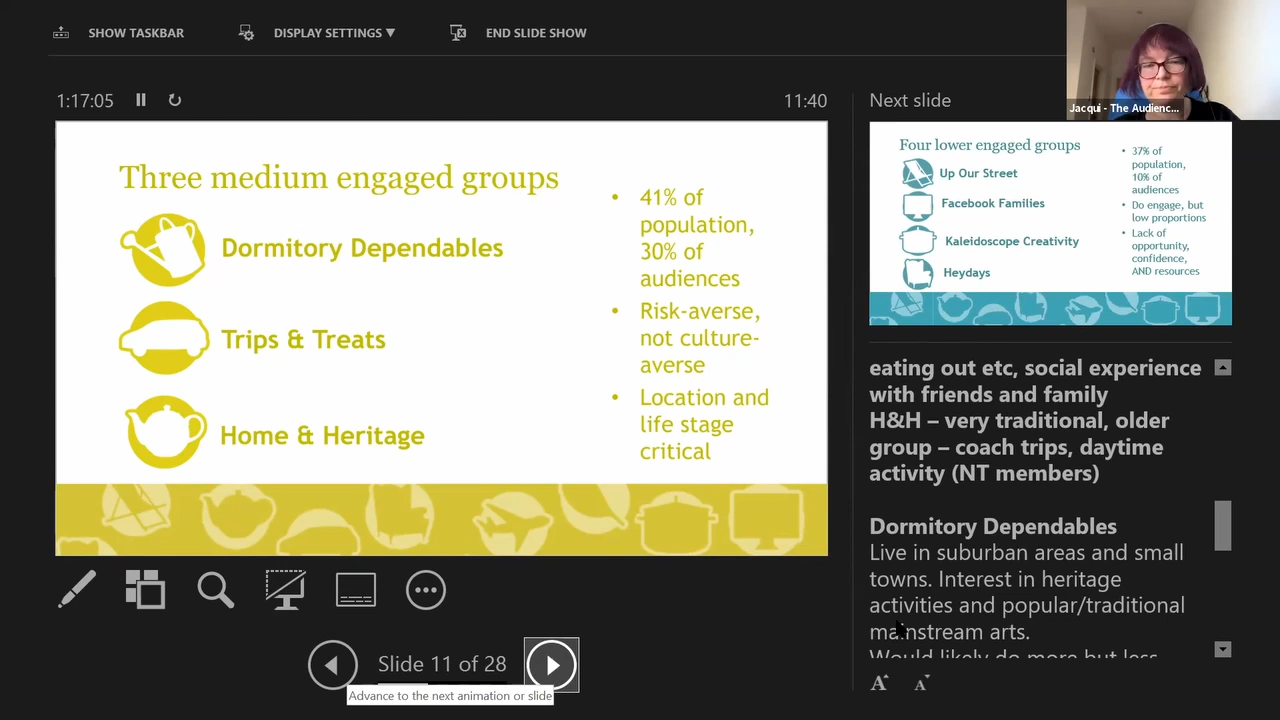 SHOW TASKBAR
DISPLAY SETTINGS ▼
END SLIDE SHOW
Jacqui - The Audienc...
1:17:05
11:40
Next slide
Three medium engaged groups
Dormitory Dependables
Trips & Treats
Home & Heritage
• 41% of
population,
30% of
audiences
• Risk-averse,
not culture-
averse
• Location and
life stage
critical
Four lower engaged groups
Up Our Street
Facebook Families
Kaleidoscope Creativity
Heydays
• 37% of
population,
10% of
audiences
• Do engage, but
low proportions
• Lack of
opportunity,
confidence,
AND resources
eating out etc, social experience
with friends and family
H&H – very traditional, older
group – coach trips, daytime
activity (NT members)
Dormitory Dependables
Live in suburban areas and small
towns. Interest in heritage
activities and popular/traditional
mainstream arts.
Would likely do more but less
Slide 11 of 28
Advance to the next animation or slide
A A